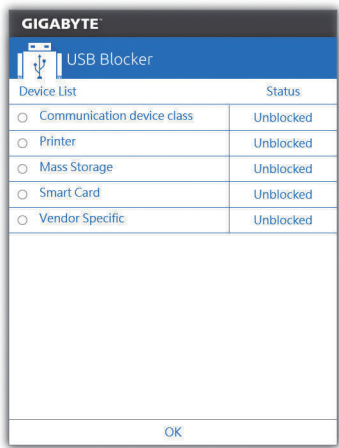 GIGABYTE™
USB Blocker
Device List Status
Communication device class Unblocked
Printer Unblocked
Mass Storage Unblocked
Smart Card Unblocked
Vendor Specific Unblocked
OK